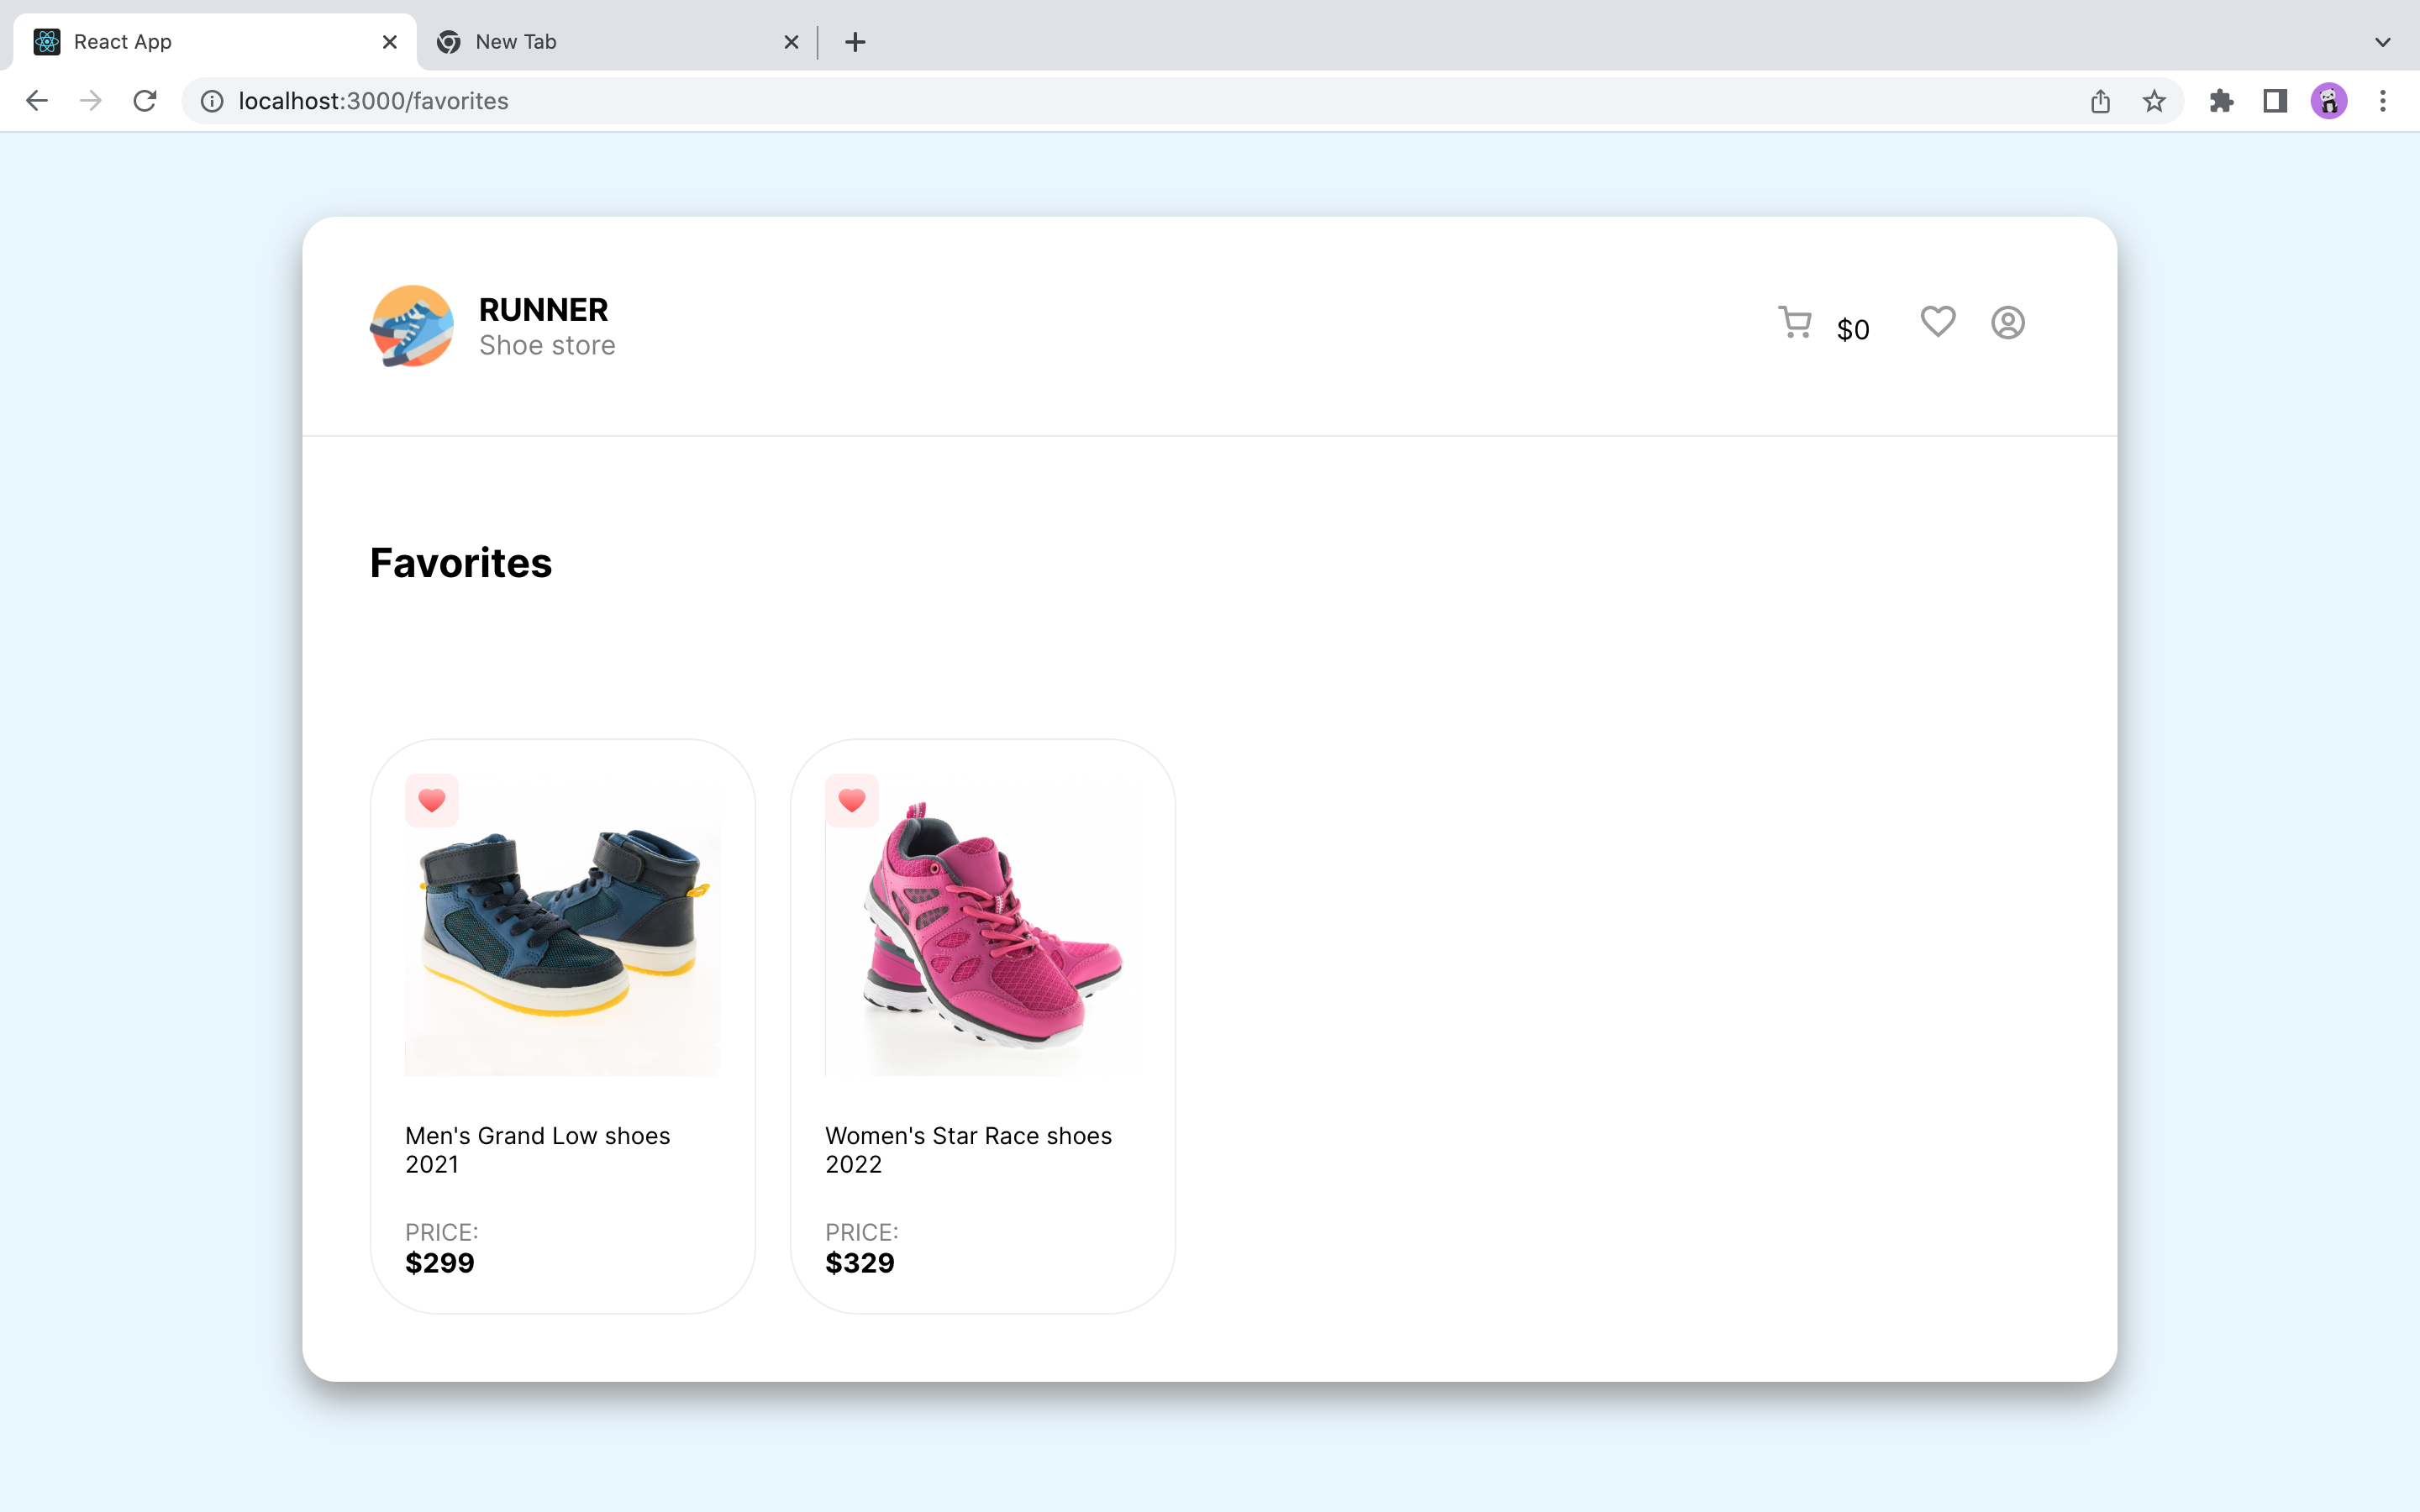 React App
New Tab
localhost:3000/favorites
RUNNER
Shoe store
$0
Favorites
Men's Grand Low shoes
2021
PRICE:
$299
Women's Star Race shoes
2022
PRICE:
$329